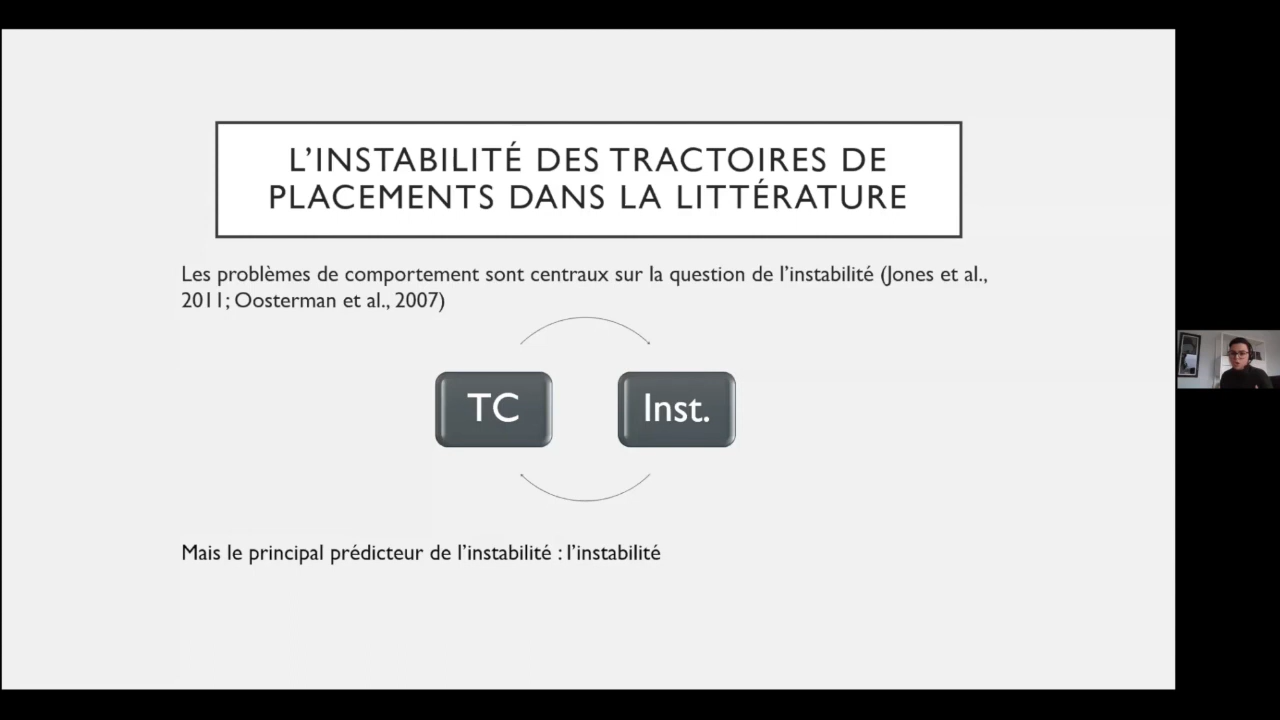 L’INSTABILITÉ DES TRACTOIRES DE
PLACEMENTS DANS LA LITTÉRATURE
Les problèmes de comportement sont centraux sur la question de l’instabilité (Jones et al.,
2011; Oosterman et al., 2007)
TC
Inst.
Mais le principal prédicteur de l’instabilité : l’instabilité